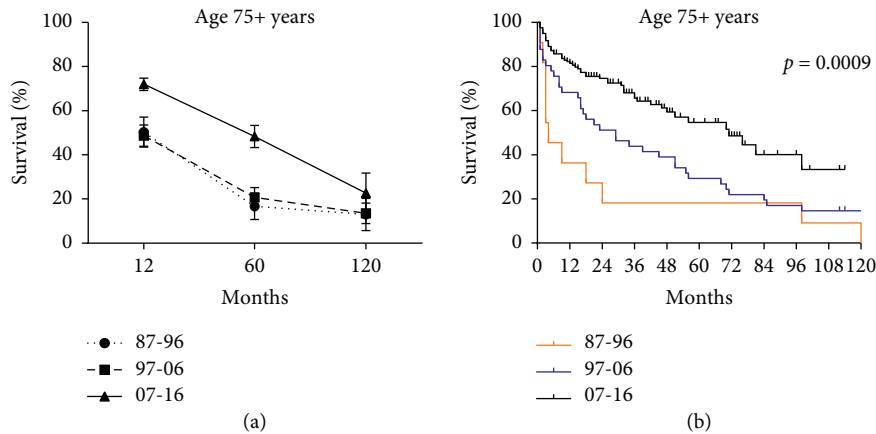 Age 75+ years
100
80
60
40
20
0
Survival (%)
12 60 120
Months
87-96
97-06
07-16
(a)
Age 75+ years
p = 0.0009
100
80
60
40
20
0
Survival (%)
0 12 24 36 48 60 72 84 96 108 120
Months
87-96
97-06
07-16
(b)